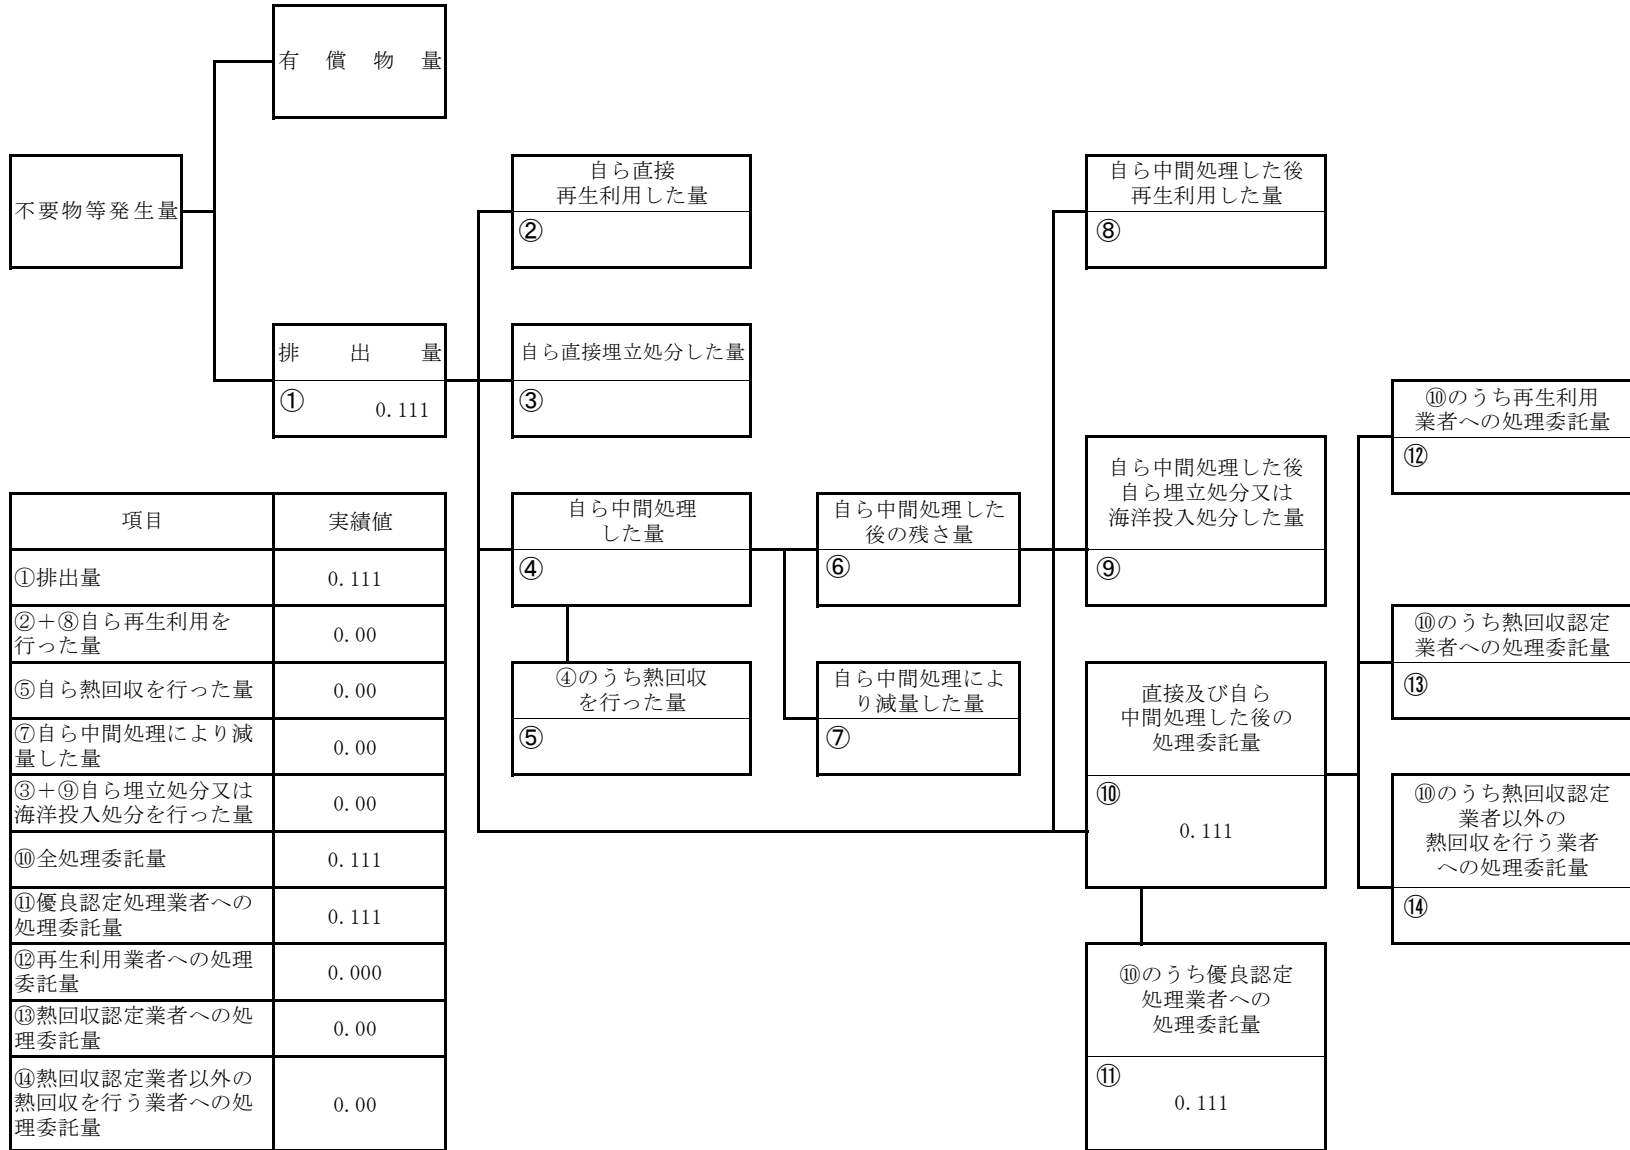 有償物量
不要物等発生量
排出量
①
0.111
自ら直接
再生利用した量
②
自ら直接埋立処分した量
③
自ら中間処理
した量
④
④のうち熱回収
を行った量
⑤
自ら中間処理した
後の残さ量
⑥
自ら中間処理によ
り減量した量
⑦
自ら中間処理した後
再生利用した量
⑧
自ら中間処理した後
自ら埋立処分又は
海洋投入処分した量
⑨
直接及び自ら
中間処理した後の
処理委託量
⑩
0.111
⑩のうち優良認定
処理業者への
処理委託量
⑪
0.111
⑩のうち再生利用
業者への処理委託量
⑫
⑩のうち熱回収認定
業者への処理委託量
⑬
⑩のうち熱回収認定
業者以外の
熱回収を行う業者
への処理委託量
⑭
項目 実績値
①排出量 0.111
②+⑧自ら再生利用を
行った量 0.00
⑤自ら熱回収を行った量 0.00
⑦自ら中間処理により減
量した量 0.00
③+⑨自ら埋立処分又は
海洋投入処分を行った量 0.00
⑩全処理委託量 0.111
⑪優良認定処理業者への
処理委託量 0.111
⑫再生利用業者への処理
委託量 0.000
⑬熱回収認定業者への処
理委託量 0.00
⑭熱回収認定業者以外の
熱回収を行う業者への処
理委託量 0.00